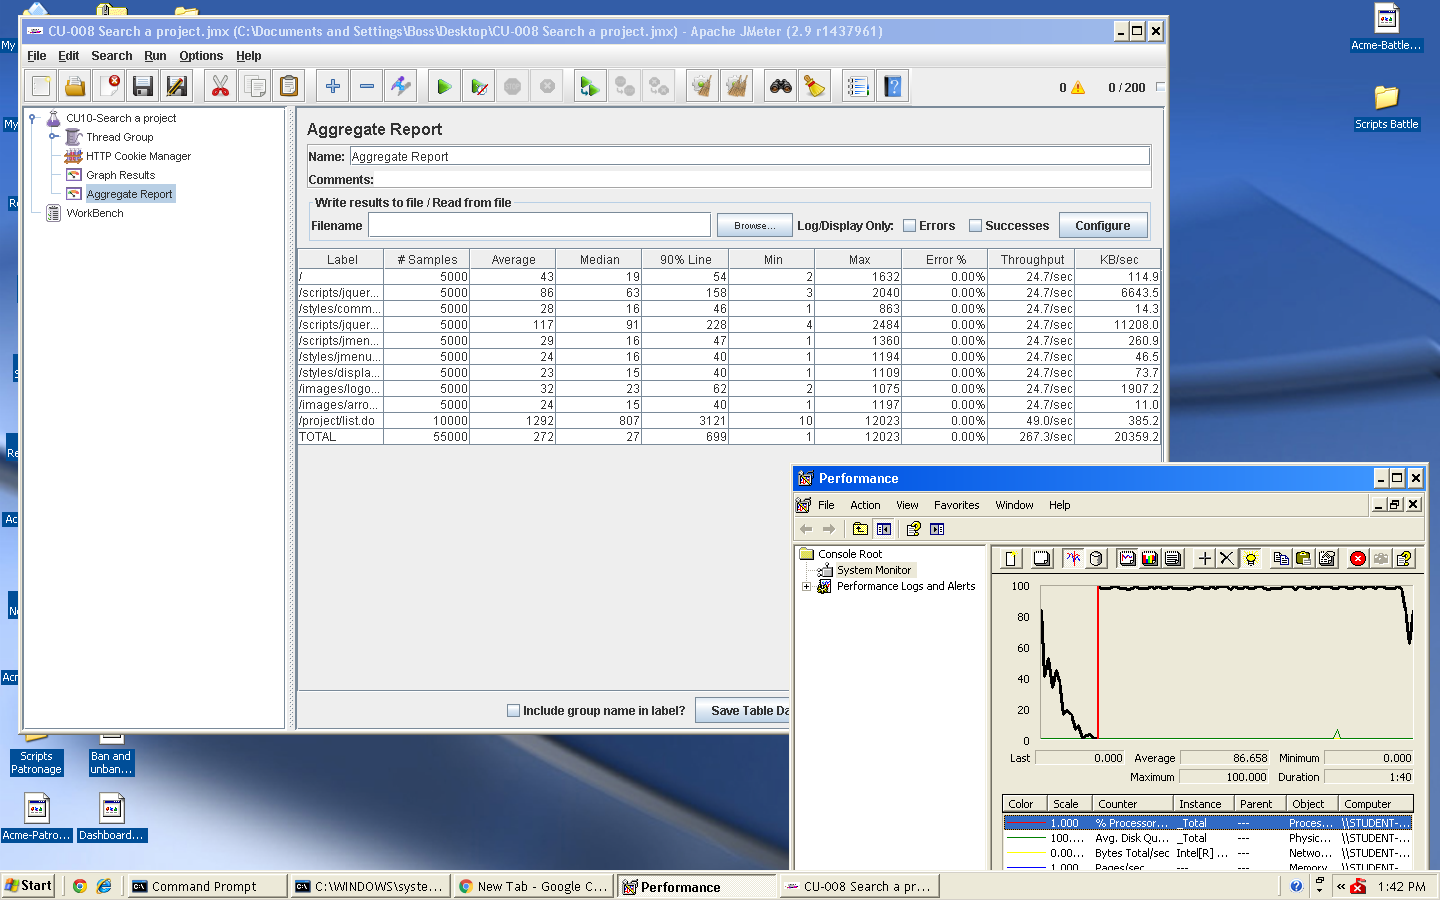 CU-008 Search a project.jmx (C:\Documents and Settings\Boss\Desktop\CU-008 Search a project.jmx) - Apache JMeter (2.9 r1437961)
File Edit Search Run Options Help
0 0 / 200
CU10-Search a project
Thread Group
HTTP Cookie Manager
Graph Results
Aggregate Report
WorkBench
Aggregate Report
Name: Aggregate Report
Comments:
Write results to file / Read from file
Filename Browse... Log/Display Only: Errors Successes Configure
Label # Samples Average Median 90% Line Min Max Error % Throughput KB/sec
/ 5000 43 19 54 2 1632 0.00% 24.7/sec 114.9
/scripts/jquer... 5000 86 63 158 3 2040 0.00% 24.7/sec 6643.5
/styles/comm... 5000 28 16 46 1 863 0.00% 24.7/sec 14.3
/scripts/jquer... 5000 117 91 228 4 2484 0.00% 24.7/sec 11208.0
/scripts/jmen... 5000 29 16 47 1 1360 0.00% 24.7/sec 260.9
/styles/jmenu... 5000 24 16 40 1 1194 0.00% 24.7/sec 46.5
/styles/displa... 5000 23 15 40 1 1109 0.00% 24.7/sec 73.7
/images/logo... 5000 32 23 62 2 1075 0.00% 24.7/sec 1907.2
/images/arro... 5000 24 15 40 1 1197 0.00% 24.7/sec 11.0
/project/list.do 10000 1292 807 3121 10 12023 0.00% 49.0/sec 385.2
TOTAL 55000 272 27 699 1 12023 0.00% 267.3/sec 20359.2
Include group name in label? Save Table Da
Performance
File Action View Favorites Window Help
Console Root
System Monitor
Performance Logs and Alerts
100
80
60
40
20
0
Last 0.000 Average 86.658 Minimum 0.000
Maximum 100.000 Duration 1:40
Color Scale Counter Instance Parent Object Computer
1.000 % Processor... _Total --- Proces... \\STUDENT-...
100.... Avg. Disk Qu... _Total --- Physic... \\STUDENT-...
0.00... Bytes Total/sec Intel[R] ... --- Netwo... \\STUDENT-...
1.000 Pages/sec --- --- Memory \\STUDENT-...
Acme-Battle...
Scripts Battle
My
My
Re
S
Re
Ac
Ne
Ac
Scripts Patronage
Ban and unban...
Acme-Patro...
Dashboard...
Start Command Prompt C:\WINDOWS\system... New Tab - Google C... Performance CU-008 Search a pr... 1:42 PM